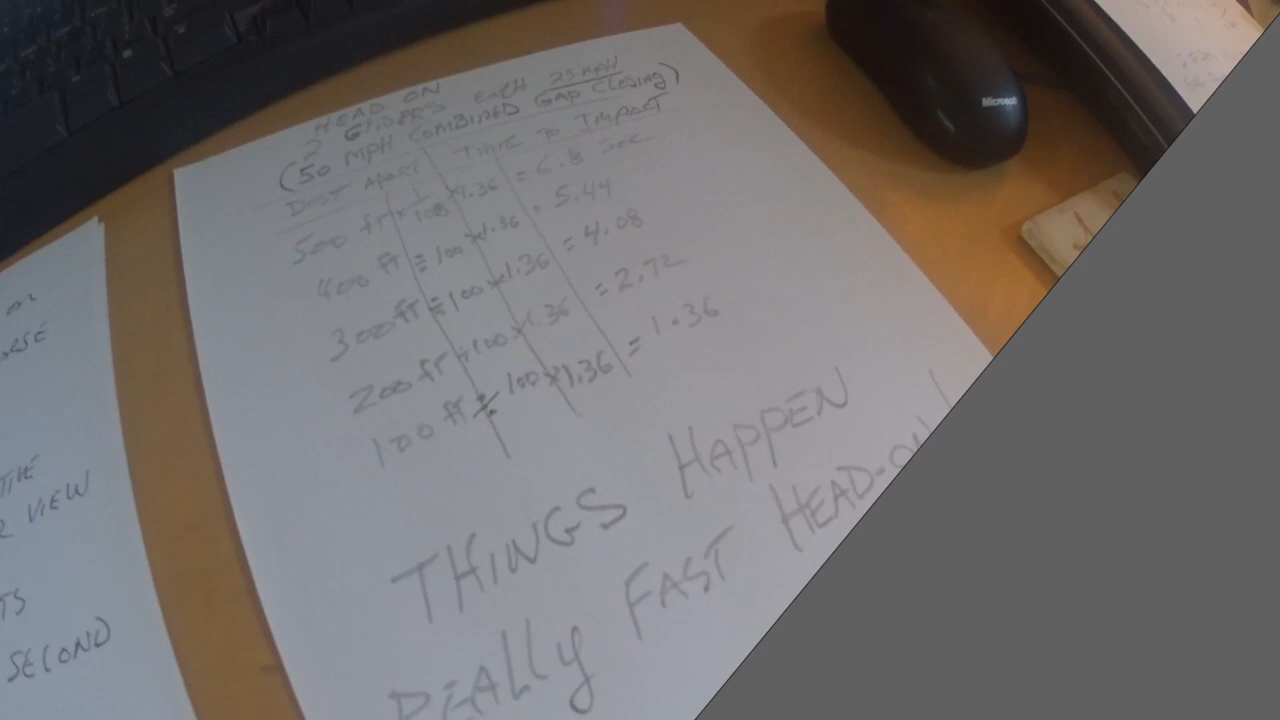 HEAD ON
2 GLIDERS EACH 25 MPH
(50 MPH COMBINED GAP CLOSING)
DIST APART TIME TO IMPACT
500 ft × 1/100 × 1.36 = 6.8 sec
400 ft ÷ 100 × 1.36 = 5.44
300 ft ÷ 100 × 1.36 = 4.08
200 ft ÷ 100 × 1.36 = 2.72
100 ft ÷ 100 × 1.36 = 1.36
THINGS HAPPEN
REALLY FAST HEAD-ON!
VIEW
SECOND
Microsoft